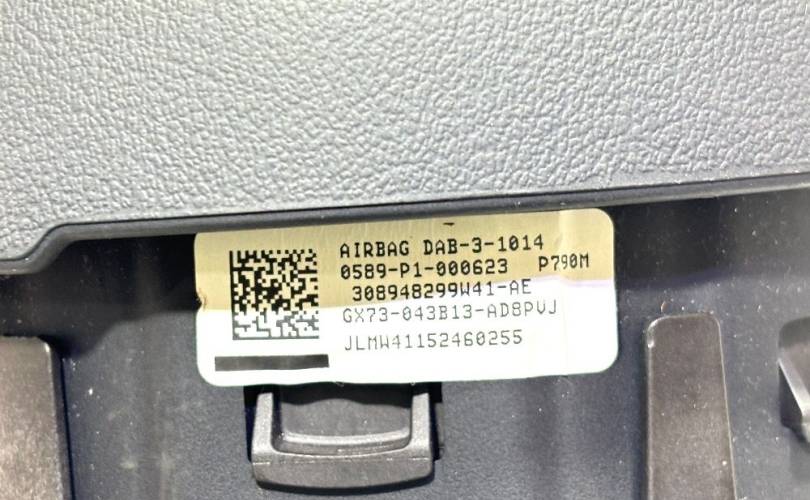 AIRBAG DAB-3-1014
0589-P1-000623 P790M
308948299W41-AE
GX73-043B13-AD8PVJ
JLMW41152460255